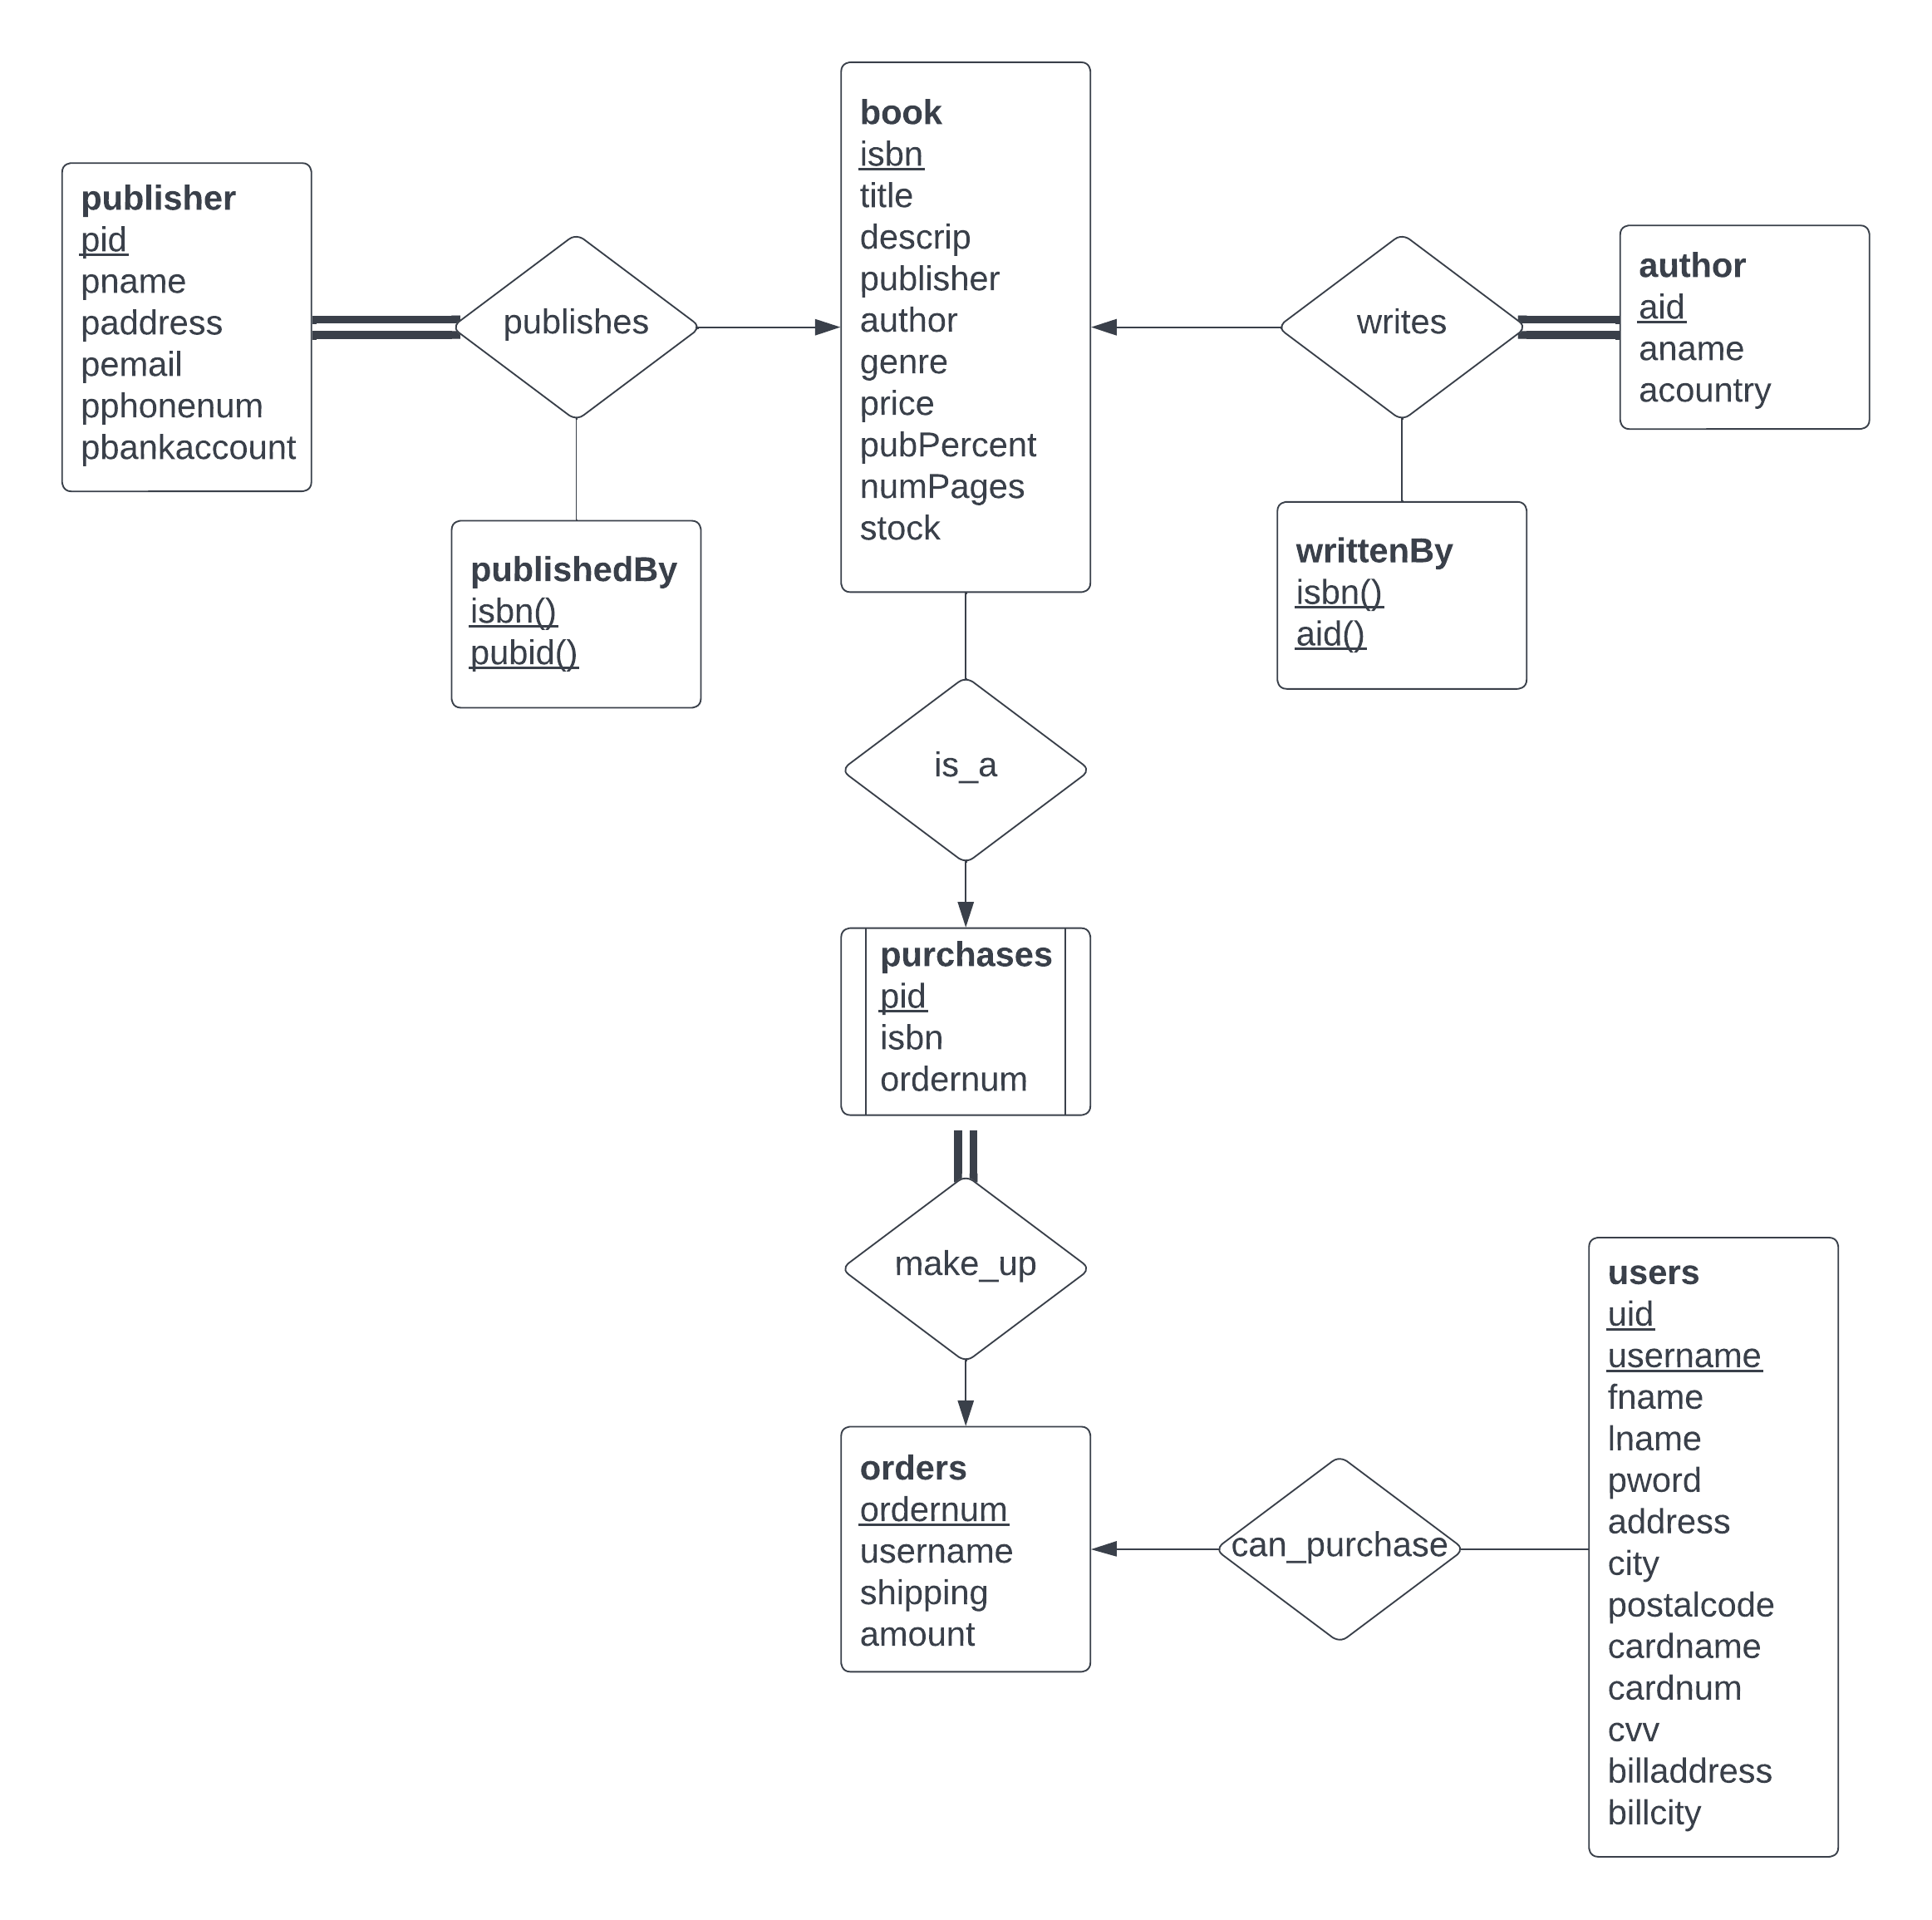 book
isbn
title
descrip
publisher
author
genre
price
pubPercent
numPages
stock
publisher
pid
pname
paddress
pemail
pphonenum
pbankaccount
publishes
writes
author
aid
aname
acountry
publishedBy
isbn()
pubid()
writtenBy
isbn()
aid()
is_a
purchases
pid
isbn
ordernum
make_up
orders
ordernum
username
shipping
amount
can_purchase
users
uid
username
fname
lname
pword
address
city
postalcode
cardname
cardnum
cvv
billaddress
billcity